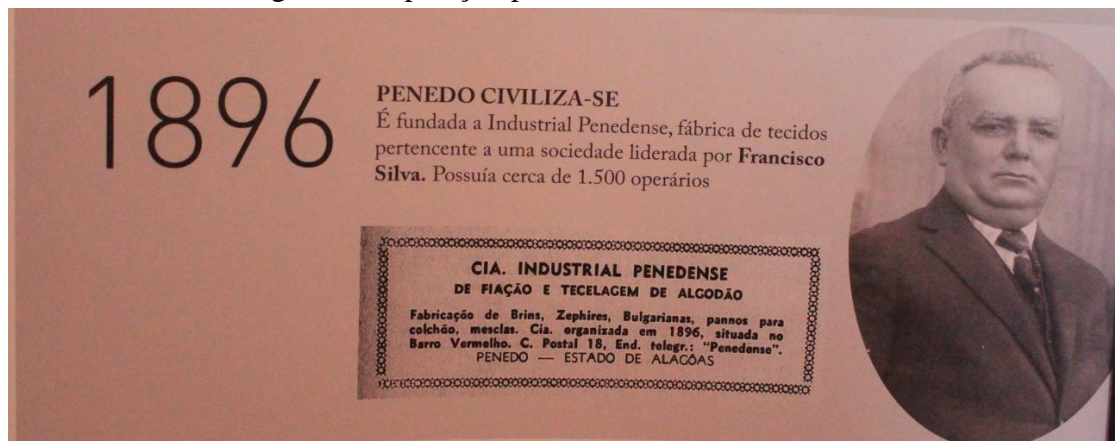 1896
PENEDO CIVILIZA-SE
É fundada a Industrial Penedense, fábrica de tecidos
pertencente a uma sociedade liderada por Francisco
Silva. Possuía cerca de 1.500 operários
CIA. INDUSTRIAL PENEDENSE
DE FIAÇÃO E TECELAGEM DE ALGODÃO
Fabricação de Brins, Zephires, Bulgarianas, pannos para
colchão, mesclas. Cia. organizada em 1896, situada no
Barro Vermelho. C. Postal 18, End. telegr.: "Penedense".
PENEDO — ESTADO DE ALAGÔAS